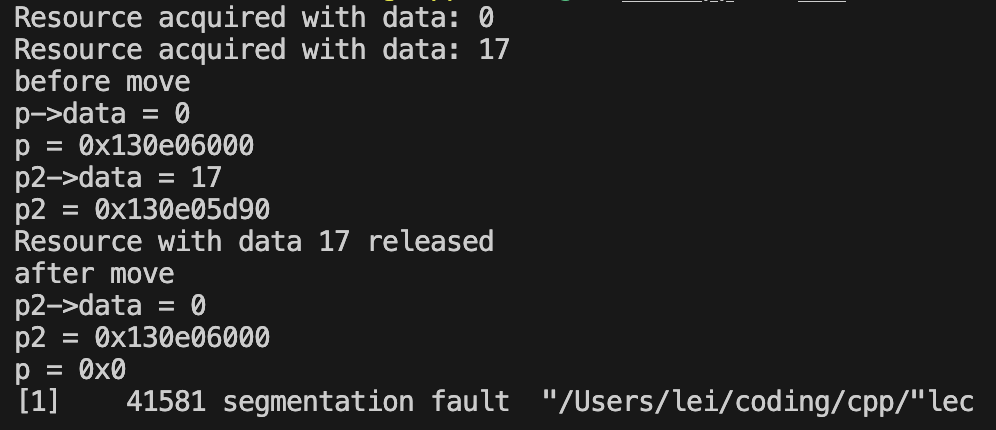 Resource acquired with data: 0
Resource acquired with data: 17
before move
p->data = 0
p = 0x130e06000
p2->data = 17
p2 = 0x130e05d90
Resource with data 17 released
after move
p2->data = 0
p2 = 0x130e06000
p = 0x0
[1]    41581 segmentation fault  "/Users/lei/coding/cpp/"lec